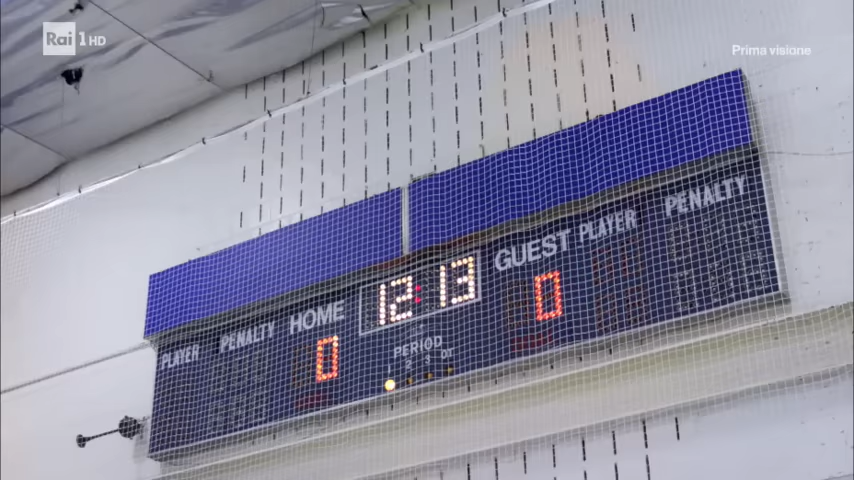 Rai 1 HD
Prima visione
PLAYER PENALTY HOME 12:13 GUEST PLAYER PENALTY
0 0
PERIOD
1 2 3 OT